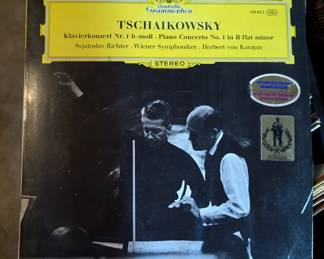 Deutsche
Grammophon
TSCHAIKOWSKY
Klavierkonzert Nr. 1 b-moll · Piano Concerto No. 1 in B flat minor
Svjatoslav Richter · Wiener Symphoniker · Herbert von Karajan
STEREO